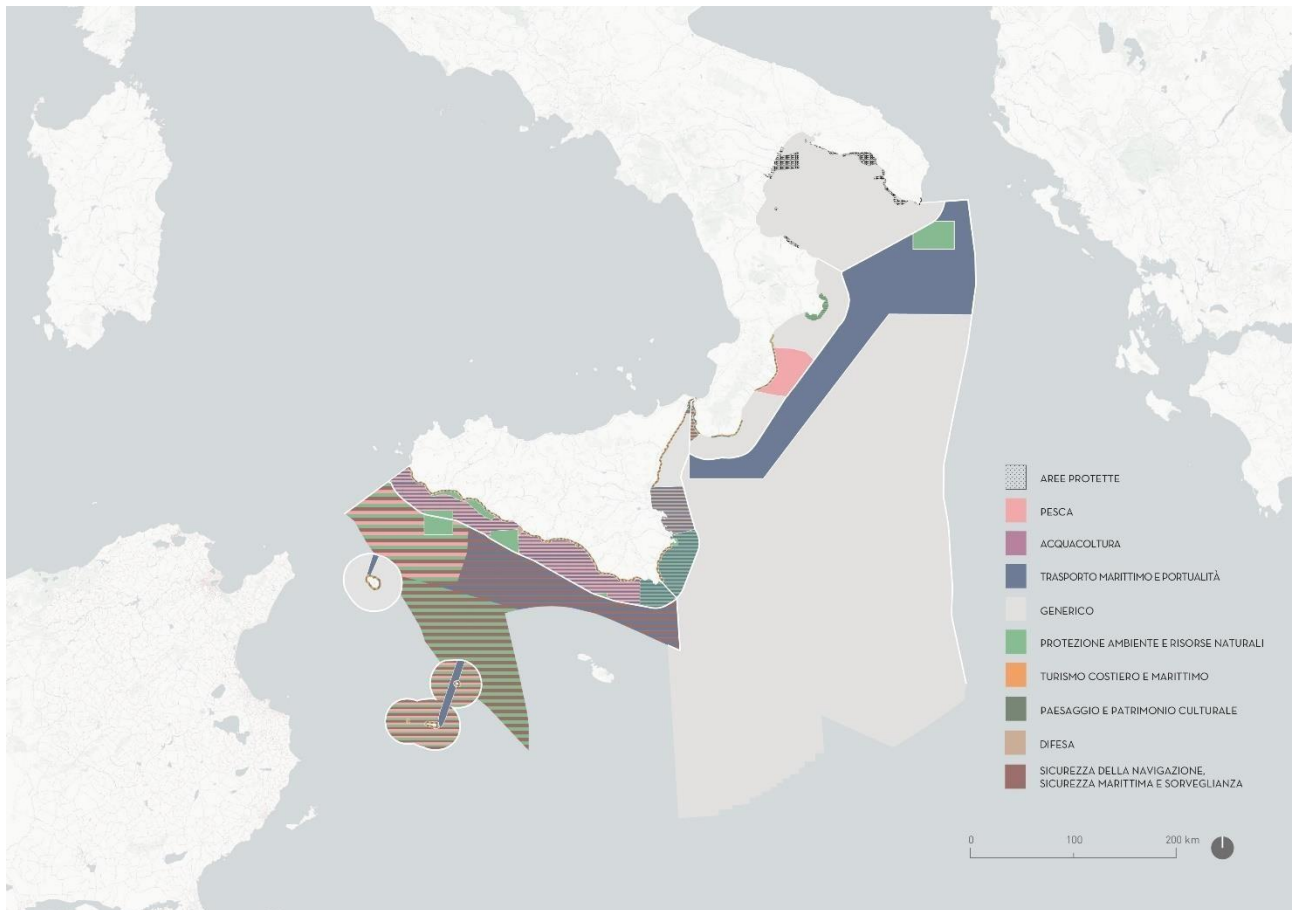 AREE PROTETTE
PESCA
ACQUACOLTURA
TRASPORTO MARITTIMO E PORTUALITÀ
GENERICO
PROTEZIONE AMBIENTE E RISORSE NATURALI
TURISMO COSTIERO E MARITTIMO
PAESAGGIO E PATRIMONIO CULTURALE
DIFESA
SICUREZZA DELLA NAVIGAZIONE,
SICUREZZA MARITTIMA E SORVEGLIANZA
0 100 200 km